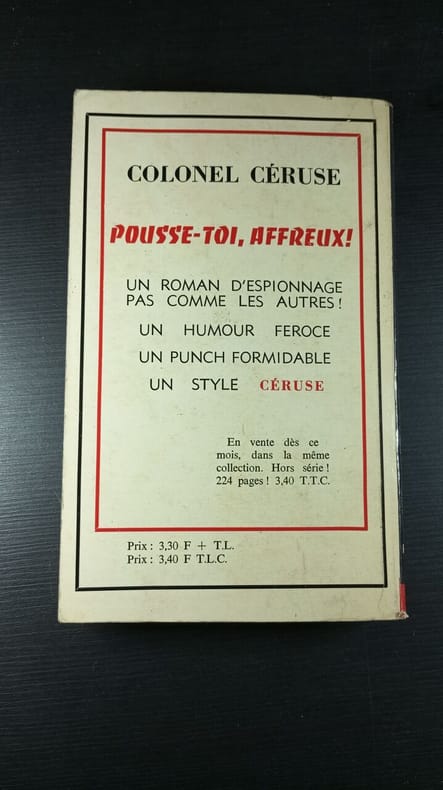 COLONEL CÉRUSE
POUSSE-TOI, AFFREUX!
UN ROMAN D'ESPIONNAGE
PAS COMME LES AUTRES !
UN HUMOUR FEROCE
UN PUNCH FORMIDABLE
UN STYLE CÉRUSE
En vente dès ce
mois, dans la même
collection. Hors série !
224 pages ! 3,40 T.T.C.
Prix : 3,30 F + T.L.
Prix : 3,40 F T.L.C.